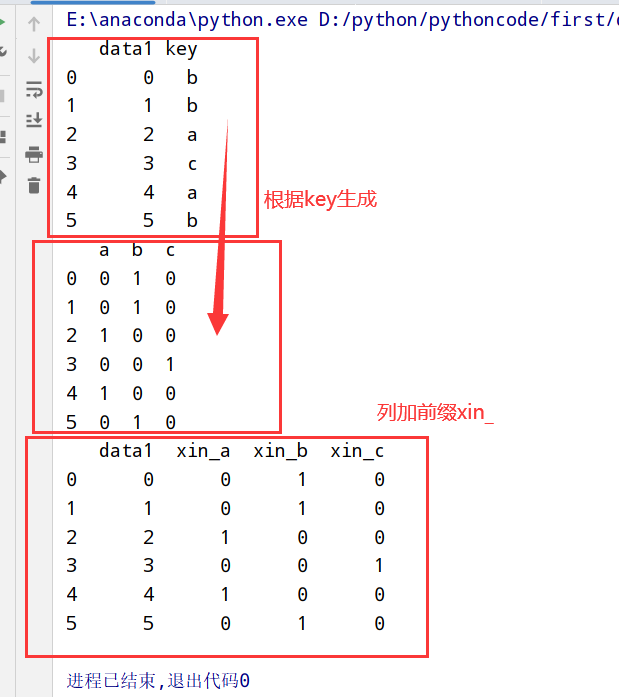 E:\anaconda\python.exe D:/python/pythoncode/first/
data1 key
0 0 b
1 1 b
2 2 a
3 3 c
4 4 a
5 5 b
根据key生成
a b c
0 0 1 0
1 0 1 0
2 1 0 0
3 0 0 1
4 1 0 0
5 0 1 0
列加前缀xin_
data1 xin_a xin_b xin_c
0 0 0 1 0
1 1 0 1 0
2 2 1 0 0
3 3 0 0 1
4 4 1 0 0
5 5 0 1 0
进程已结束,退出代码0